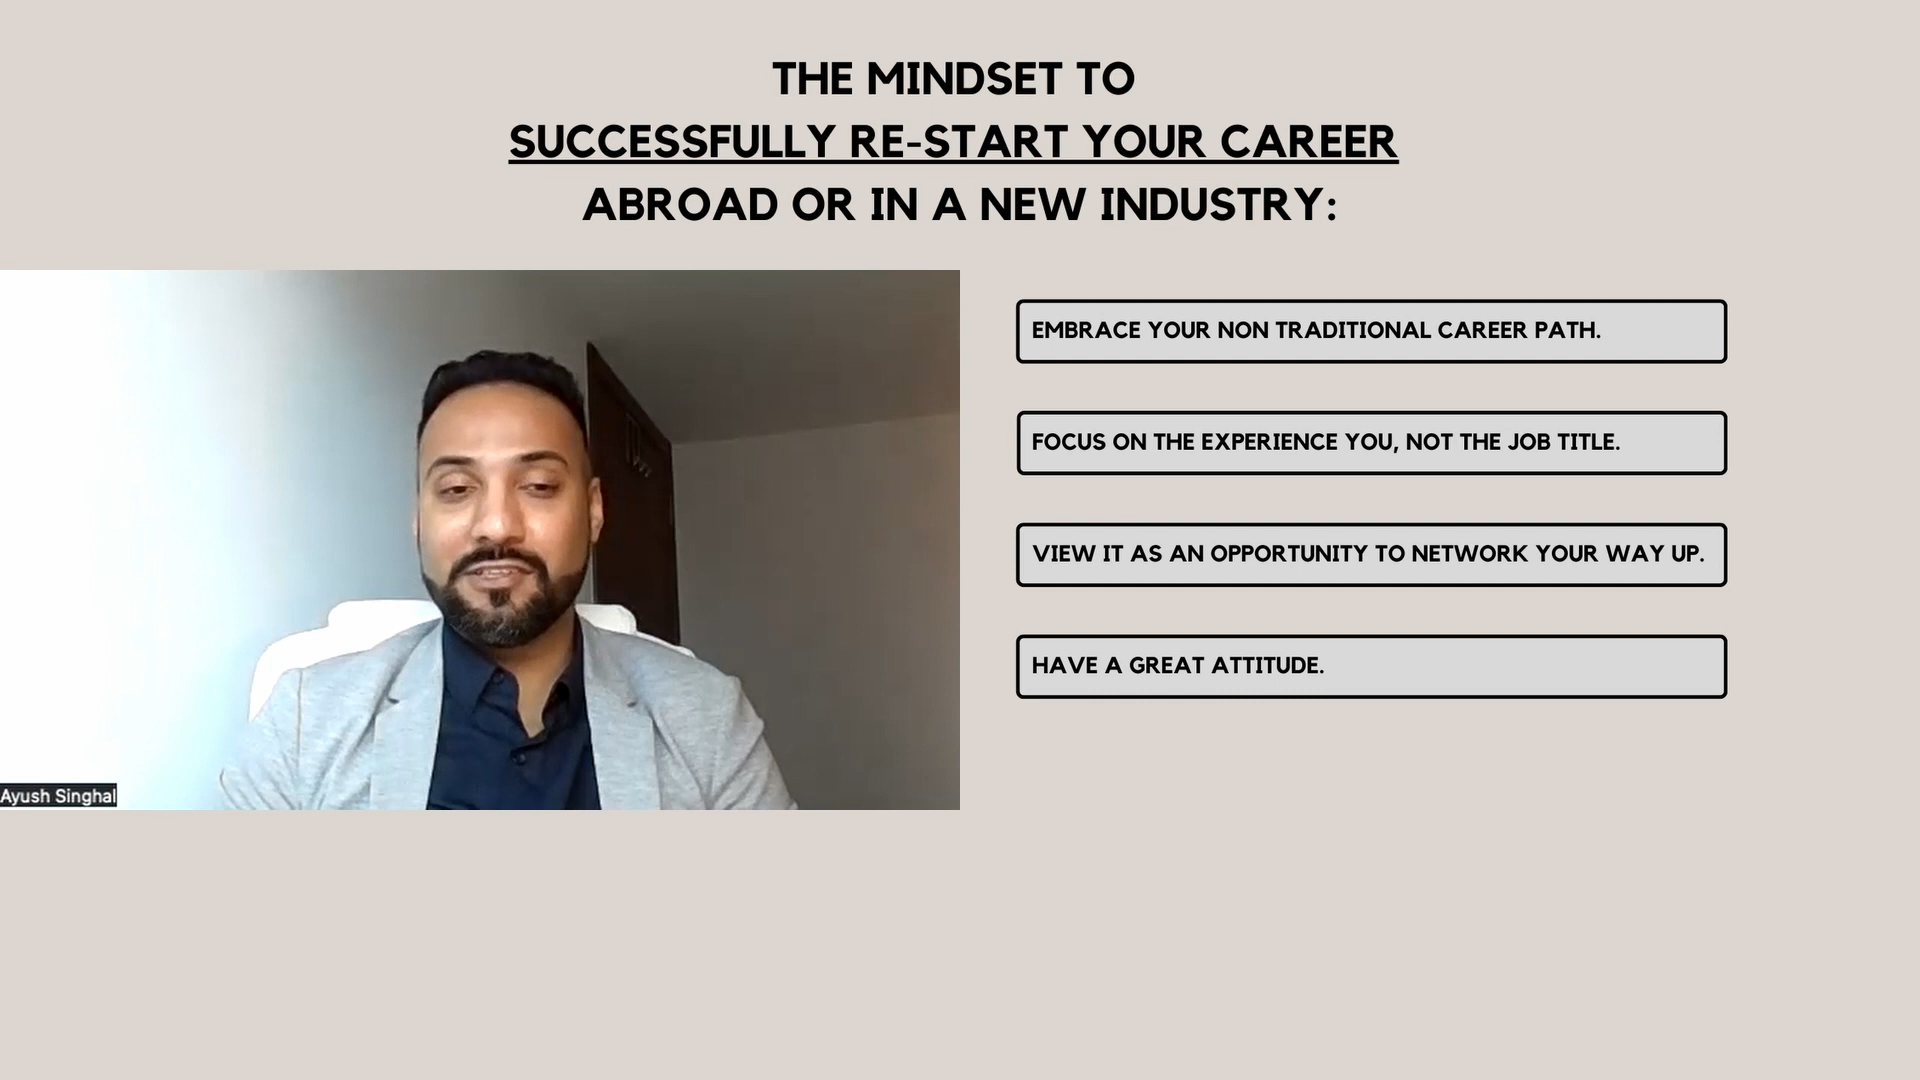 THE MINDSET TO
SUCCESSFULLY RE-START YOUR CAREER
ABROAD OR IN A NEW INDUSTRY:
EMBRACE YOUR NON TRADITIONAL CAREER PATH.
FOCUS ON THE EXPERIENCE YOU, NOT THE JOB TITLE.
VIEW IT AS AN OPPORTUNITY TO NETWORK YOUR WAY UP.
HAVE A GREAT ATTITUDE.
Ayush Singhal